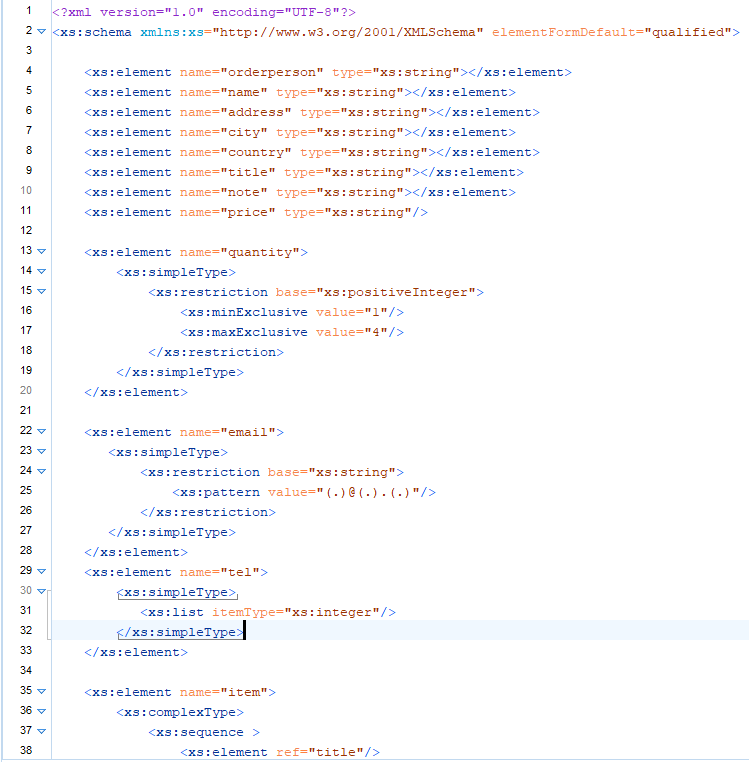 1 <?xml version="1.0" encoding="UTF-8"?>
2 <xs:schema xmlns:xs="http://www.w3.org/2001/XMLSchema" elementFormDefault="qualified">
3
4 <xs:element name="orderperson" type="xs:string"></xs:element>
5 <xs:element name="name" type="xs:string"></xs:element>
6 <xs:element name="address" type="xs:string"></xs:element>
7 <xs:element name="city" type="xs:string"></xs:element>
8 <xs:element name="country" type="xs:string"></xs:element>
9 <xs:element name="title" type="xs:string"></xs:element>
10 <xs:element name="note" type="xs:string"></xs:element>
11 <xs:element name="price" type="xs:string"/>
12
13 <xs:element name="quantity">
14 <xs:simpleType>
15 <xs:restriction base="xs:positiveInteger">
16 <xs:minExclusive value="1"/>
17 <xs:maxExclusive value="4"/>
18 </xs:restriction>
19 </xs:simpleType>
20 </xs:element>
21
22 <xs:element name="email">
23 <xs:simpleType>
24 <xs:restriction base="xs:string">
25 <xs:pattern value="(.)@(.).(.)"/>
26 </xs:restriction>
27 </xs:simpleType>
28 </xs:element>
29 <xs:element name="tel">
30 <xs:simpleType>
31 <xs:list itemType="xs:integer"/>
32 </xs:simpleType>
33 </xs:element>
34
35 <xs:element name="item">
36 <xs:complexType>
37 <xs:sequence >
38 <xs:element ref="title"/>